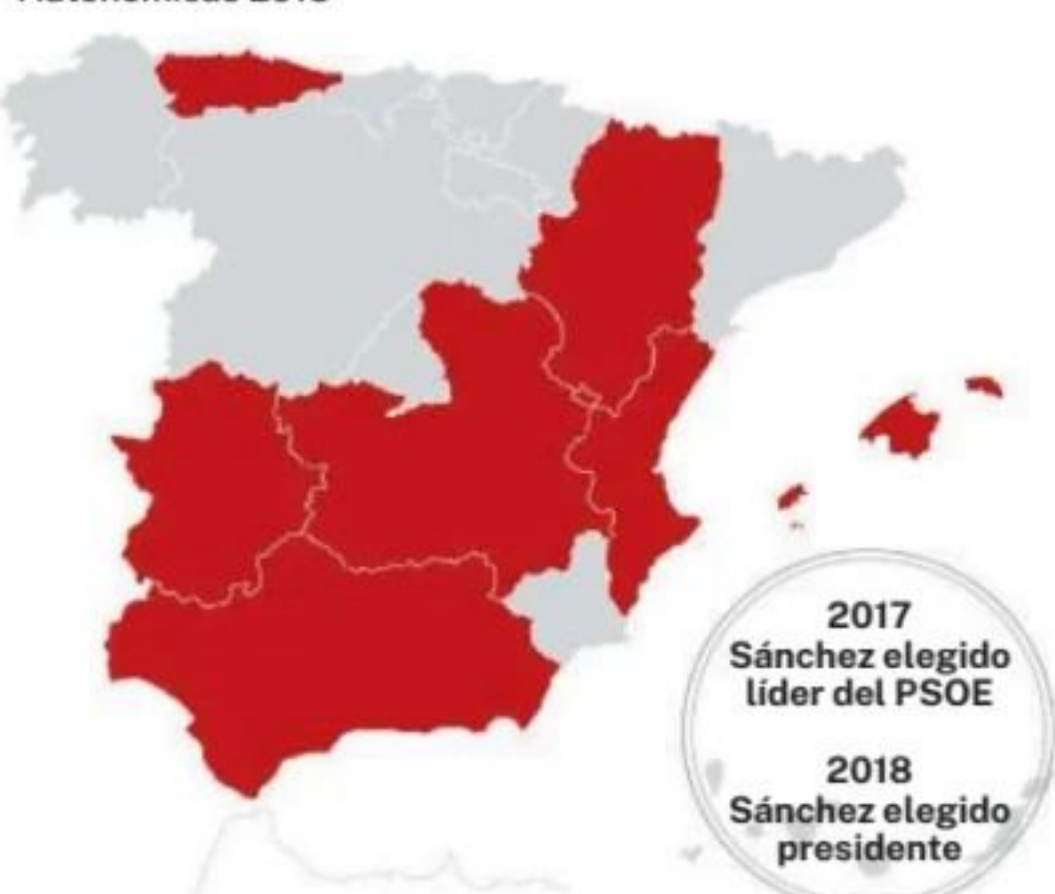 2017
Sánchez elegido
líder del PSOE
2018
Sánchez elegido
presidente